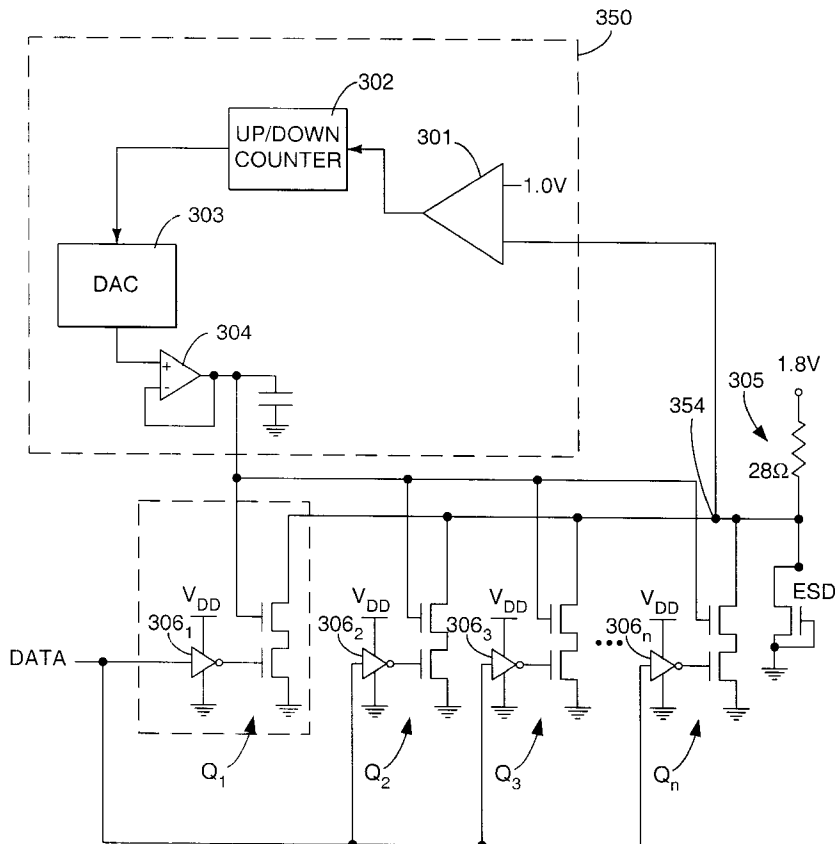 350
302
UP/DOWN
COUNTER
301
1.0V
303
DAC
304
+
-
1.8V
305
354
28Ω
V_DD
V_DD
V_DD
V_DD
ESD
306_1
306_2
306_3
306_n
DATA
Q_1
Q_2
Q_3
Q_n